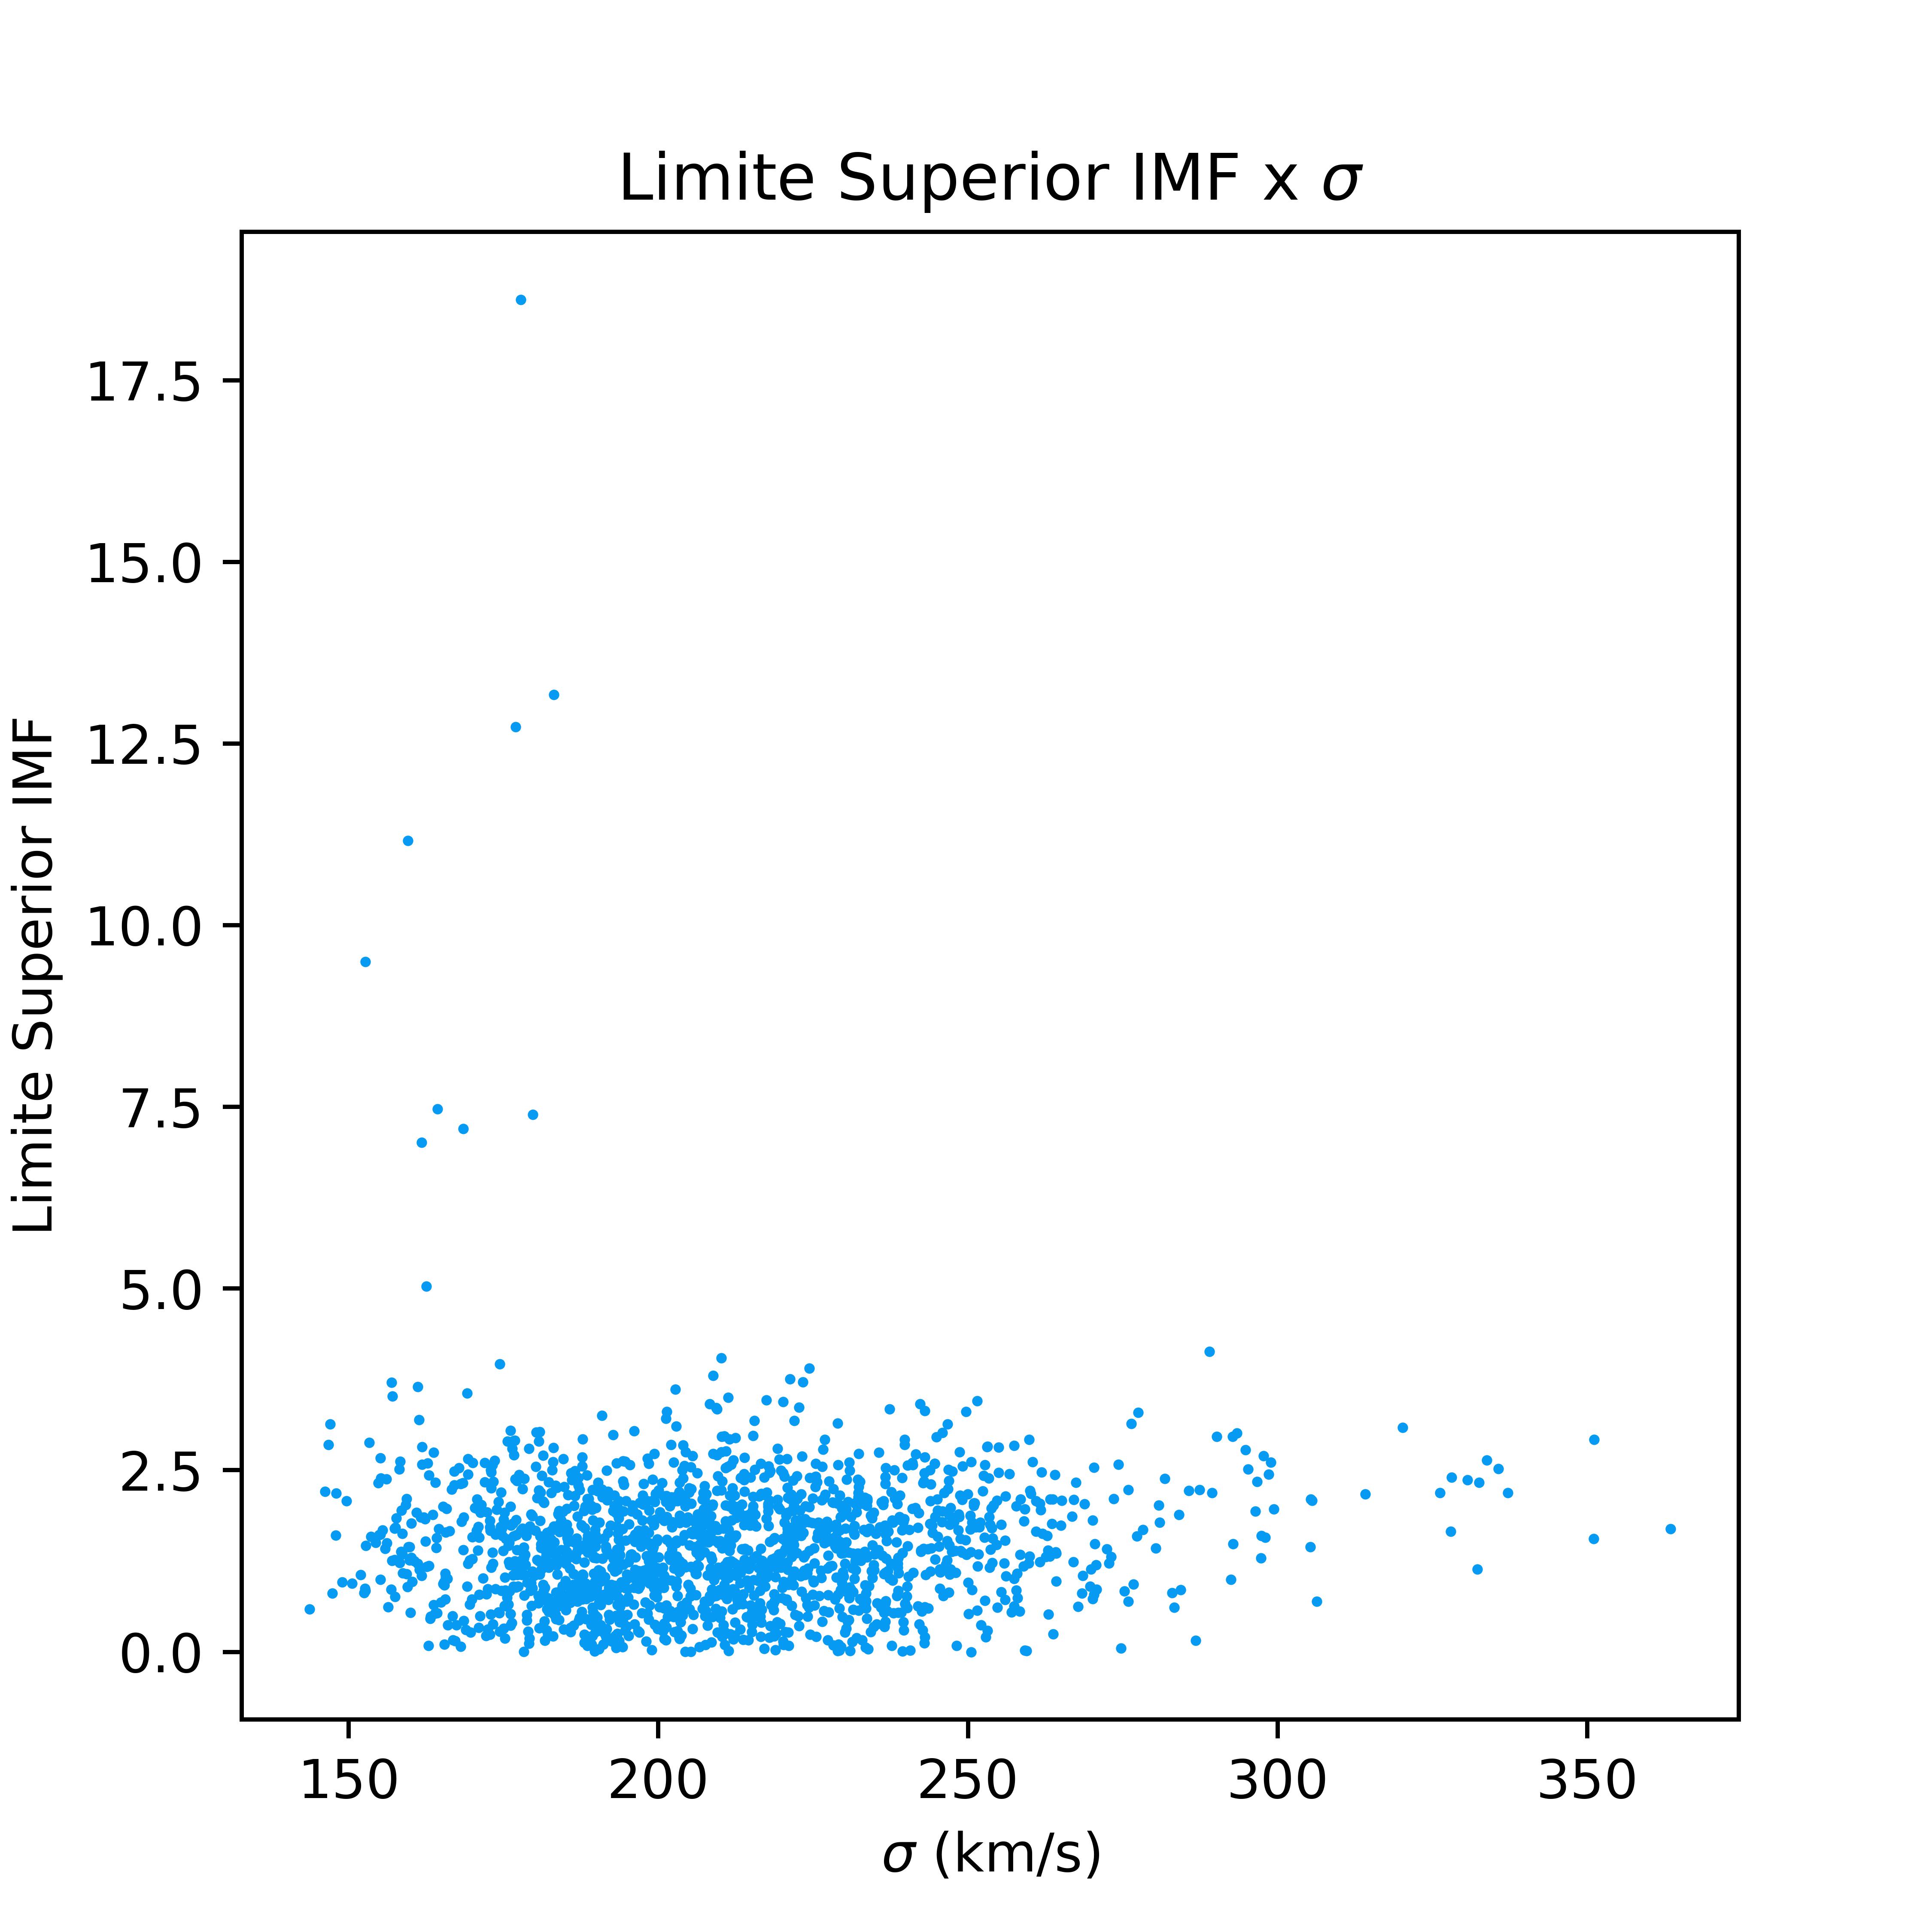 Limite Superior IMF x σ
Limite Superior IMF
17.5
15.0
12.5
10.0
7.5
5.0
2.5
0.0
150 200 250 300 350
σ (km/s)